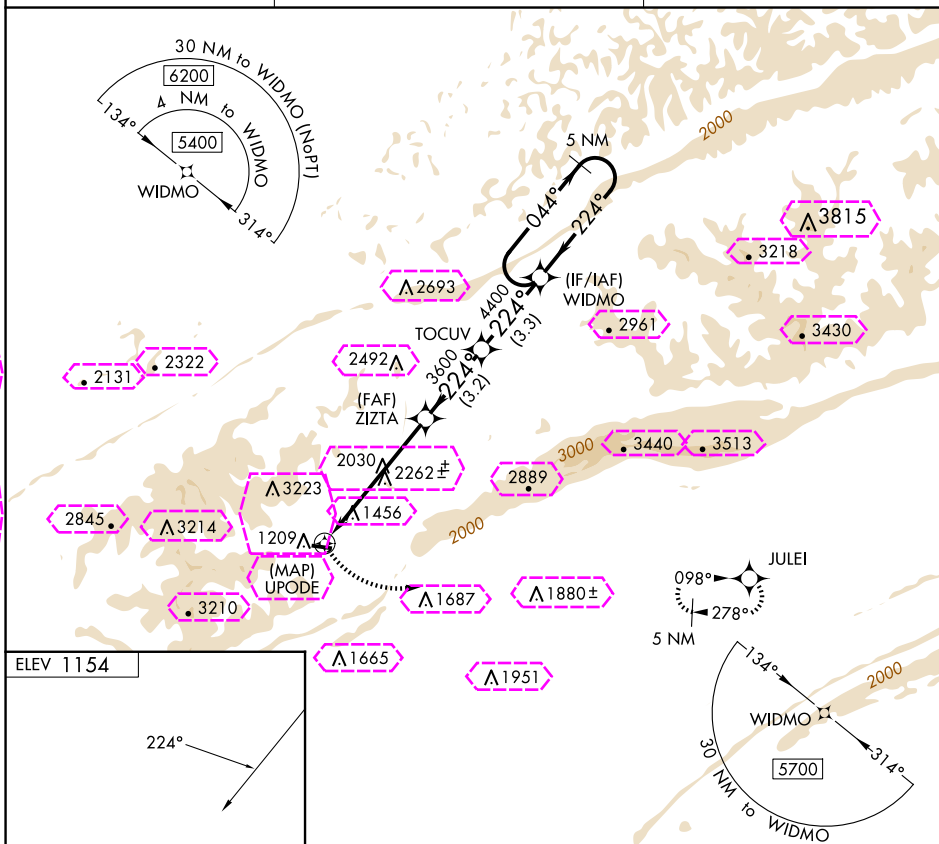 30 NM to WIDMO (NoPT)
6200
4 NM to WIDMO
5400
134°
314°
WIDMO
2000
5 NM
044°
224°
3815
3218
(IF/IAF)
WIDMO
2693
4400
224°
(3.3)
2961
3430
TOCUV
2322
2131
2492
3600
224°
(3.2)
(FAF)
ZIZTA
3440
3513
3000
2030
2262 ±
2889
3223
1456
2845
3214
2000
1209
(MAP)
UPODE
JULEI
098°
278°
5 NM
1687
1880 ±
3210
1665
1951
ELEV 1154
224°
134°
2000
WIDMO
314°
5700
30 NM to WIDMO